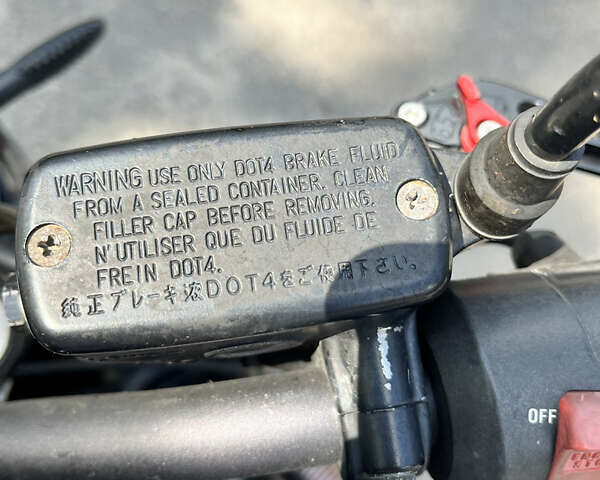 WARNING USE ONLY DOT4 BRAKE FLUID
FROM A SEALED CONTAINER. CLEAN
FILLER CAP BEFORE REMOVING.
N'UTILISER QUE DU FLUIDE DE
FREIN DOT4.
純正ブレーキ液DOT4をご使用下さい。
OFF